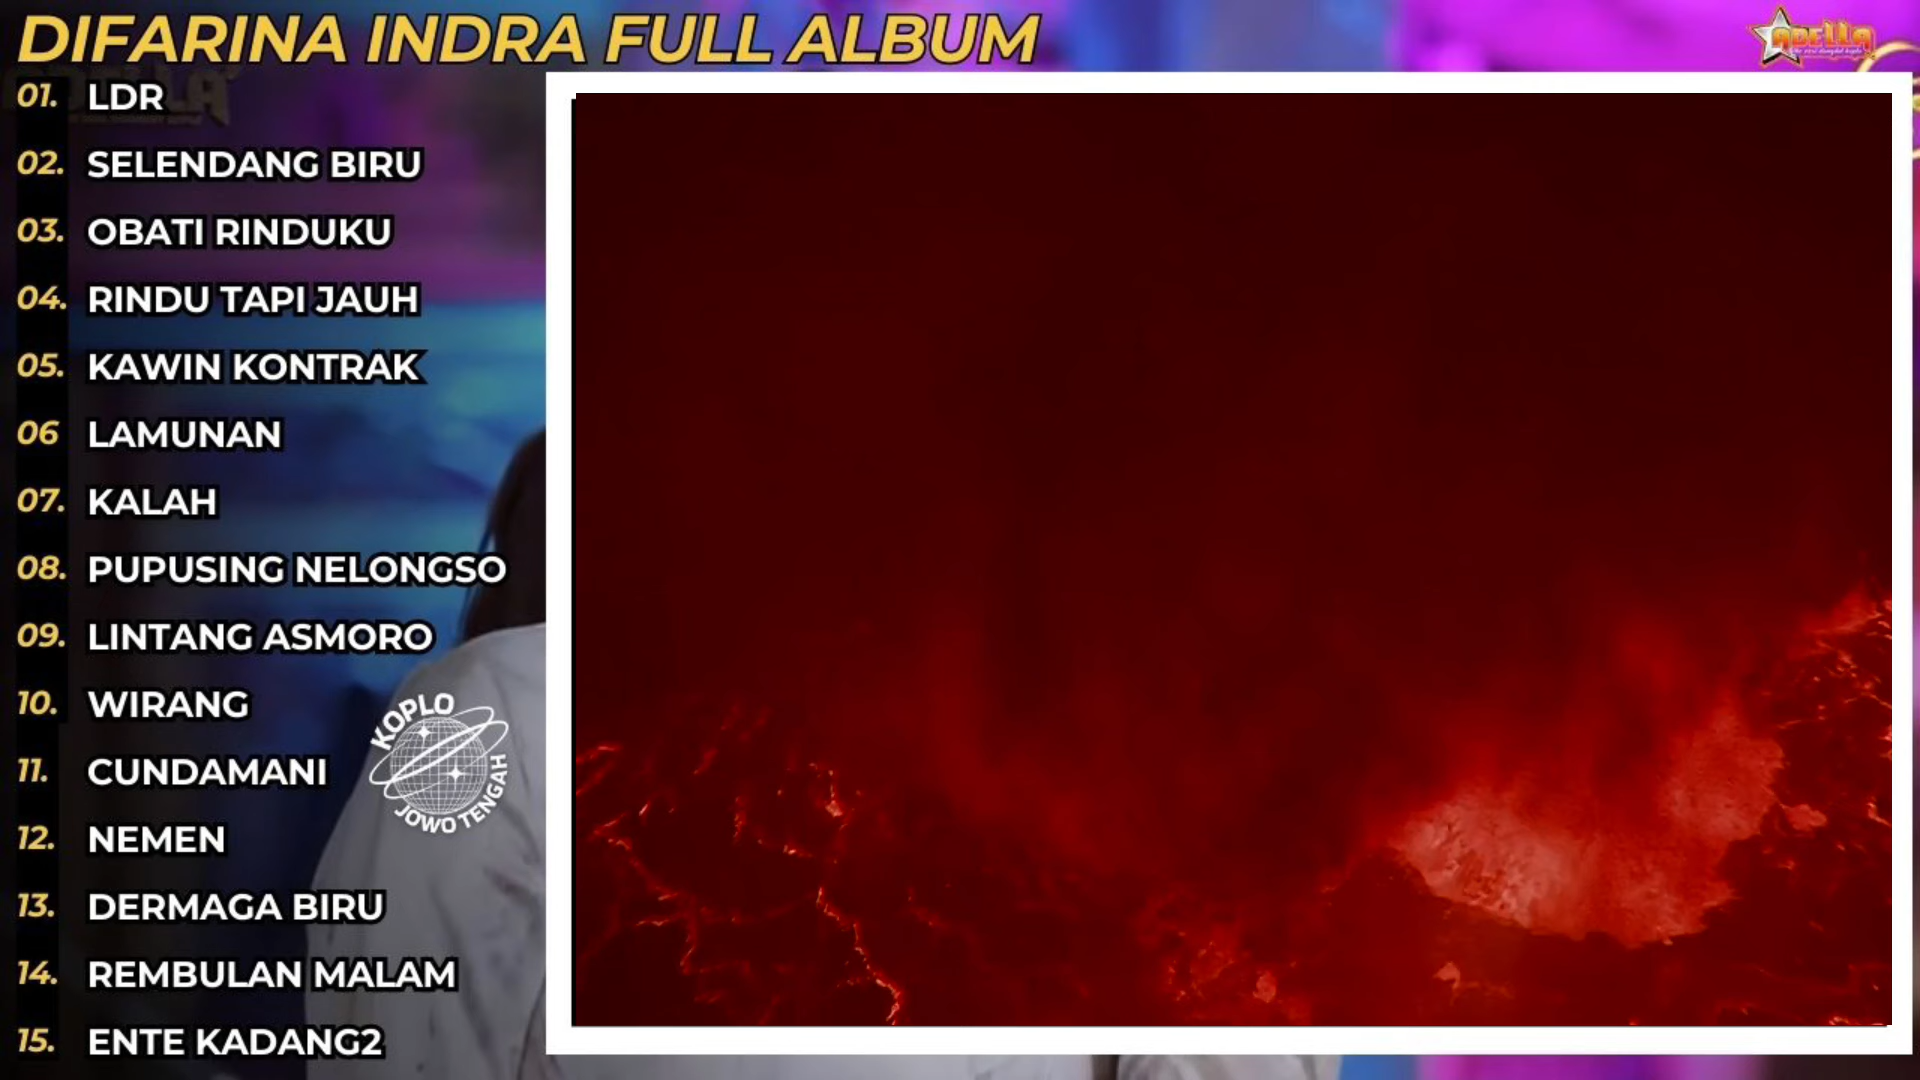 DIFARINA INDRA FULL ALBUM
ADELLA
01. LDR
02. SELENDANG BIRU
03. OBATI RINDUKU
04. RINDU TAPI JAUH
05. KAWIN KONTRAK
06 LAMUNAN
07. KALAH
08. PUPUSING NELONGSO
09. LINTANG ASMORO
10. WIRANG
11. CUNDAMANI
12. NEMEN
13. DERMAGA BIRU
14. REMBULAN MALAM
15. ENTE KADANG2
KOPLO
JOWO TENGAH